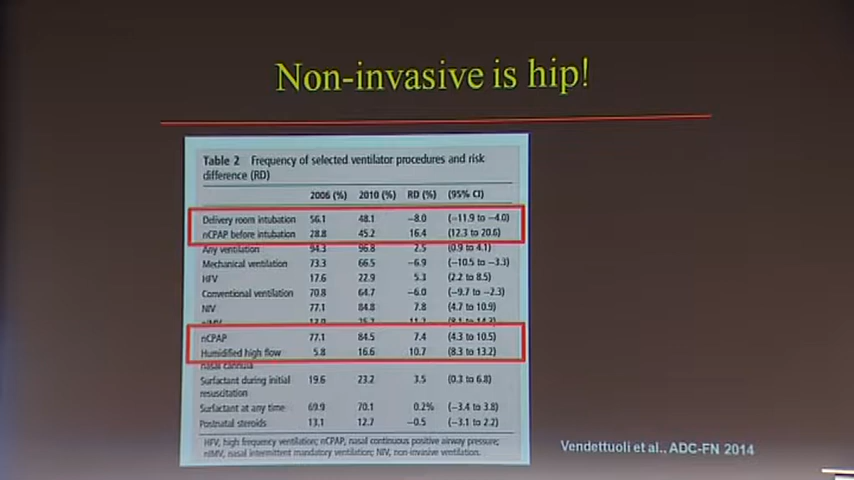 Non-invasive is hip!
Table 2 Frequency of selected ventilator procedures and risk
difference (RD)
2006 (%) 2010 (%) RD (%) (95% CI)
Delivery room intubation 56.1 48.1 −8.0 (−11.9 to −4.0)
nCPAP before intubation 28.8 45.2 16.4 (12.3 to 20.6)
Any ventilation 94.3 96.8 2.5 (0.9 to 4.1)
Mechanical ventilation 73.3 66.5 −6.9 (−10.5 to −3.3)
HFV 17.6 22.9 5.3 (2.2 to 8.5)
Conventional ventilation 70.8 64.7 −6.0 (−9.7 to −2.3)
NIV 77.1 84.8 7.8 (4.7 to 10.9)
nIMV
nCPAP 77.1 84.5 7.4 (4.3 to 10.5)
Humidified high flow 5.8 16.6 10.7 (8.3 to 13.2)
nasal cannula
Surfactant during initial 19.6 23.2 3.5 (0.3 to 6.8)
resuscitation
Surfactant at any time 69.9 70.1 0.2% (−3.4 to 3.8)
Postnatal steroids 13.1 12.7 −0.5 (−3.1 to 2.2)
HFV, high frequency ventilation; nCPAP, nasal continuous positive airway pressure;
nIMV, nasal intermittent mandatory ventilation; NIV, non-invasive ventilation.
Vendettuoli et al., ADC-FN 2014